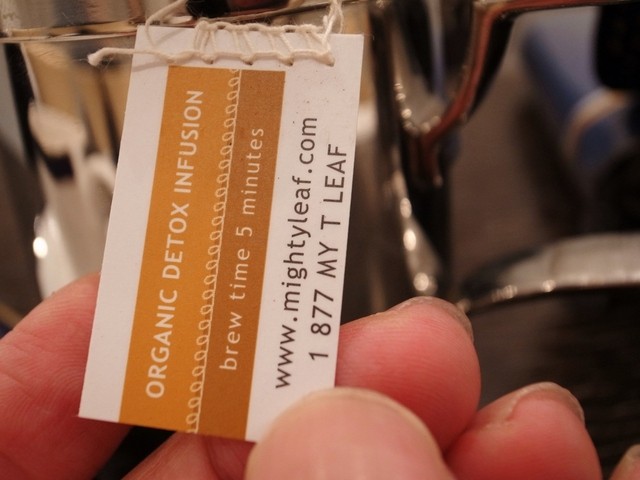 ORGANIC DETOX INFUSION
brew time 5 minutes
www.mightyleaf.com
1 877 MY T LEAF